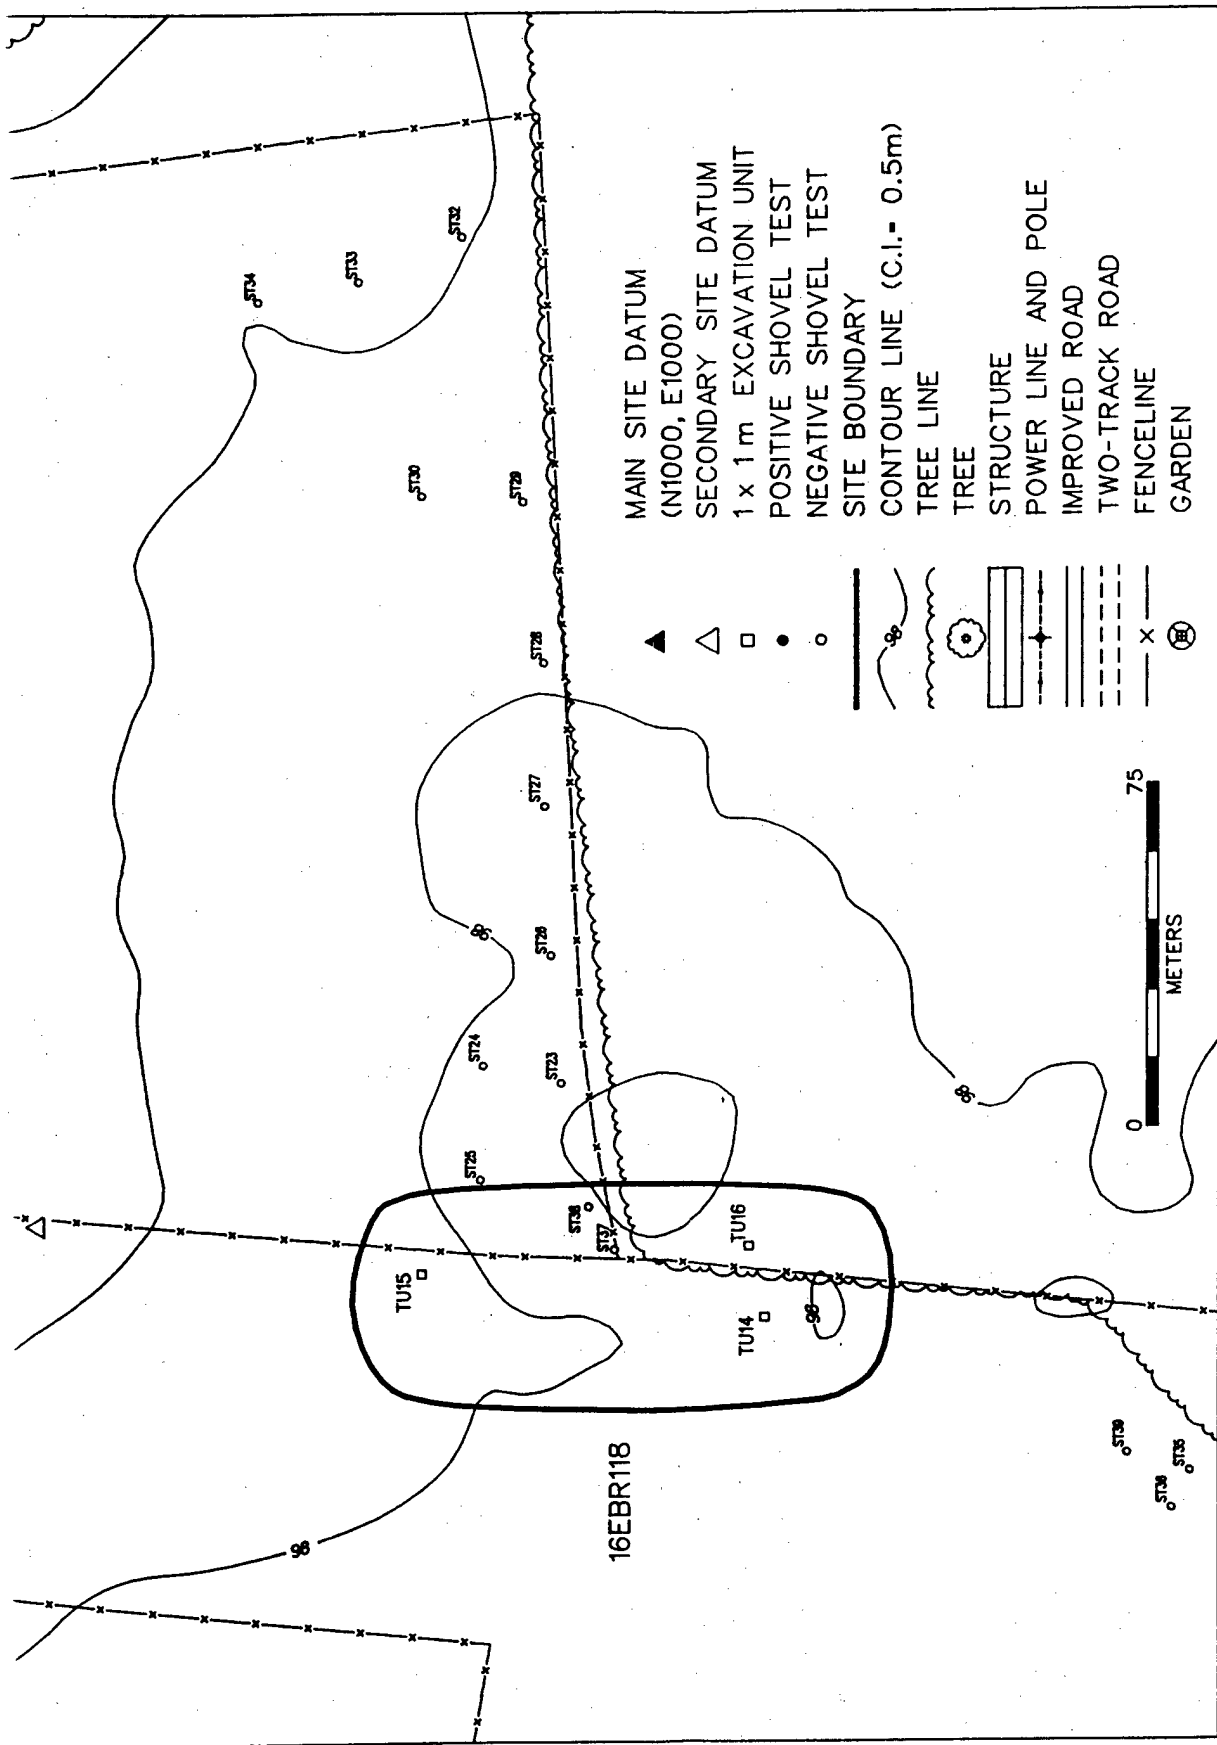 ST34
98
ST33
TU15
ST32
ST30
ST25
ST24
98
ST29
ST28
ST27
ST26
ST23
ST38
ST37
16EBR118
TU16
TU14
98
98
ST39
ST36
ST35
MAIN SITE DATUM
(N1000, E1000)
SECONDARY SITE DATUM
1 x 1 m EXCAVATION UNIT
POSITIVE SHOVEL TEST
NEGATIVE SHOVEL TEST
SITE BOUNDARY
98 CONTOUR LINE (C.I.= 0.5m)
TREE LINE
TREE
STRUCTURE
POWER LINE AND POLE
IMPROVED ROAD
TWO-TRACK ROAD
FENCELINE
GARDEN
0 75
METERS